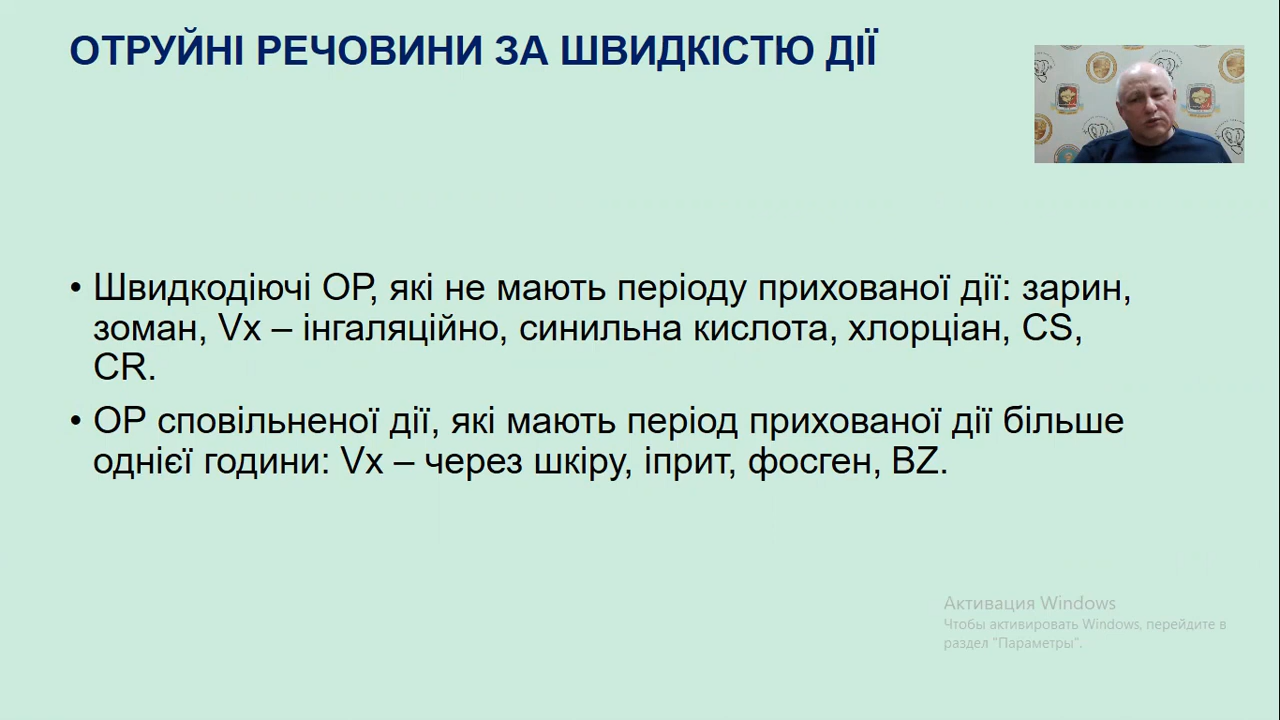 ОТРУЙНІ РЕЧОВИНИ ЗА ШВИДКІСТЮ ДІЇ
• Швидкодіючі ОР, які не мають періоду прихованої дії: зарин,
зоман, Vx – інгаляційно, синильна кислота, хлорціан, CS,
CR.
• ОР сповільненої дії, які мають період прихованої дії більше
однієї години: Vx – через шкіру, іприт, фосген, BZ.
Активация Windows
Чтобы активировать Windows, перейдите в
раздел "Параметры".